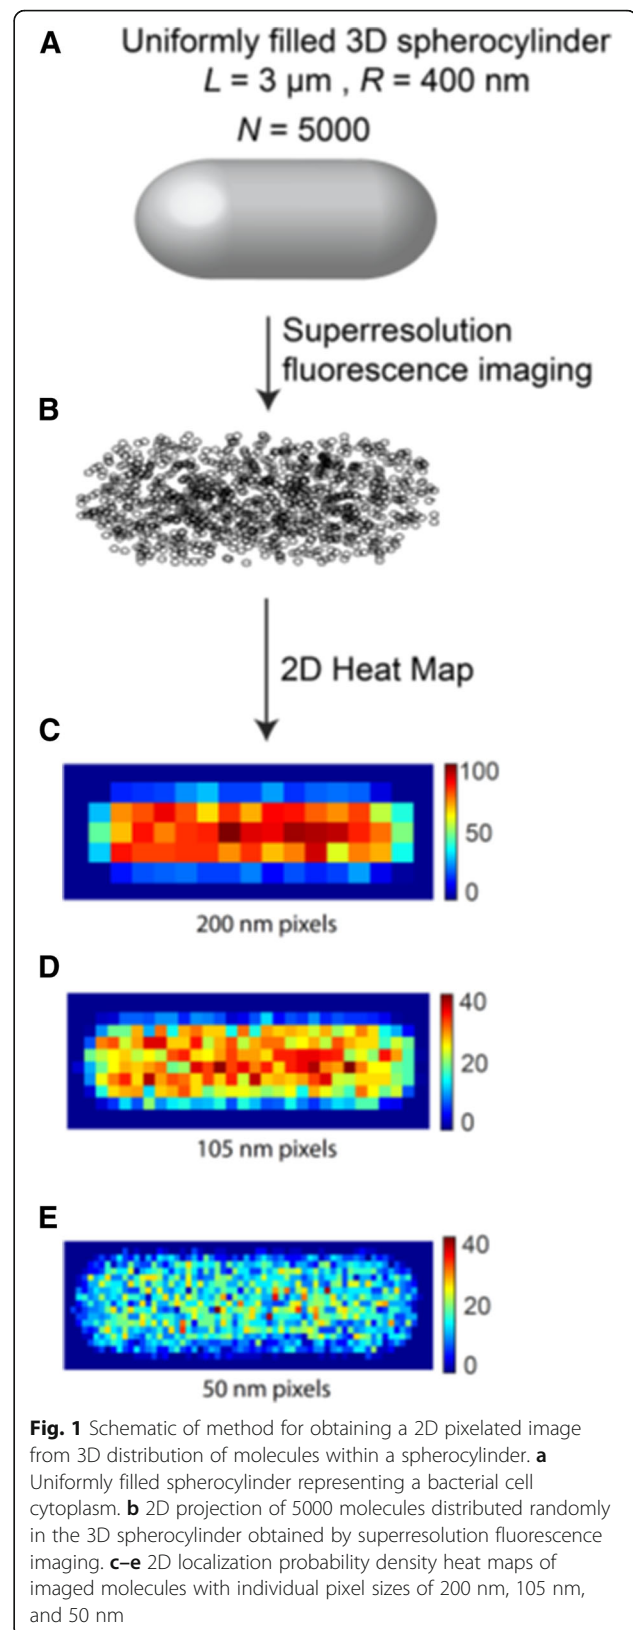 A
Uniformly filled 3D spherocylinder
L = 3 μm , R = 400 nm
N = 5000
Superresolution
fluorescence imaging
B
2D Heat Map
C
100
50
0
200 nm pixels
D
40
20
0
105 nm pixels
E
40
20
0
50 nm pixels
Fig. 1 Schematic of method for obtaining a 2D pixelated image
from 3D distribution of molecules within a spherocylinder. a
Uniformly filled spherocylinder representing a bacterial cell
cytoplasm. b 2D projection of 5000 molecules distributed randomly
in the 3D spherocylinder obtained by superresolution fluorescence
imaging. c–e 2D localization probability density heat maps of
imaged molecules with individual pixel sizes of 200 nm, 105 nm,
and 50 nm